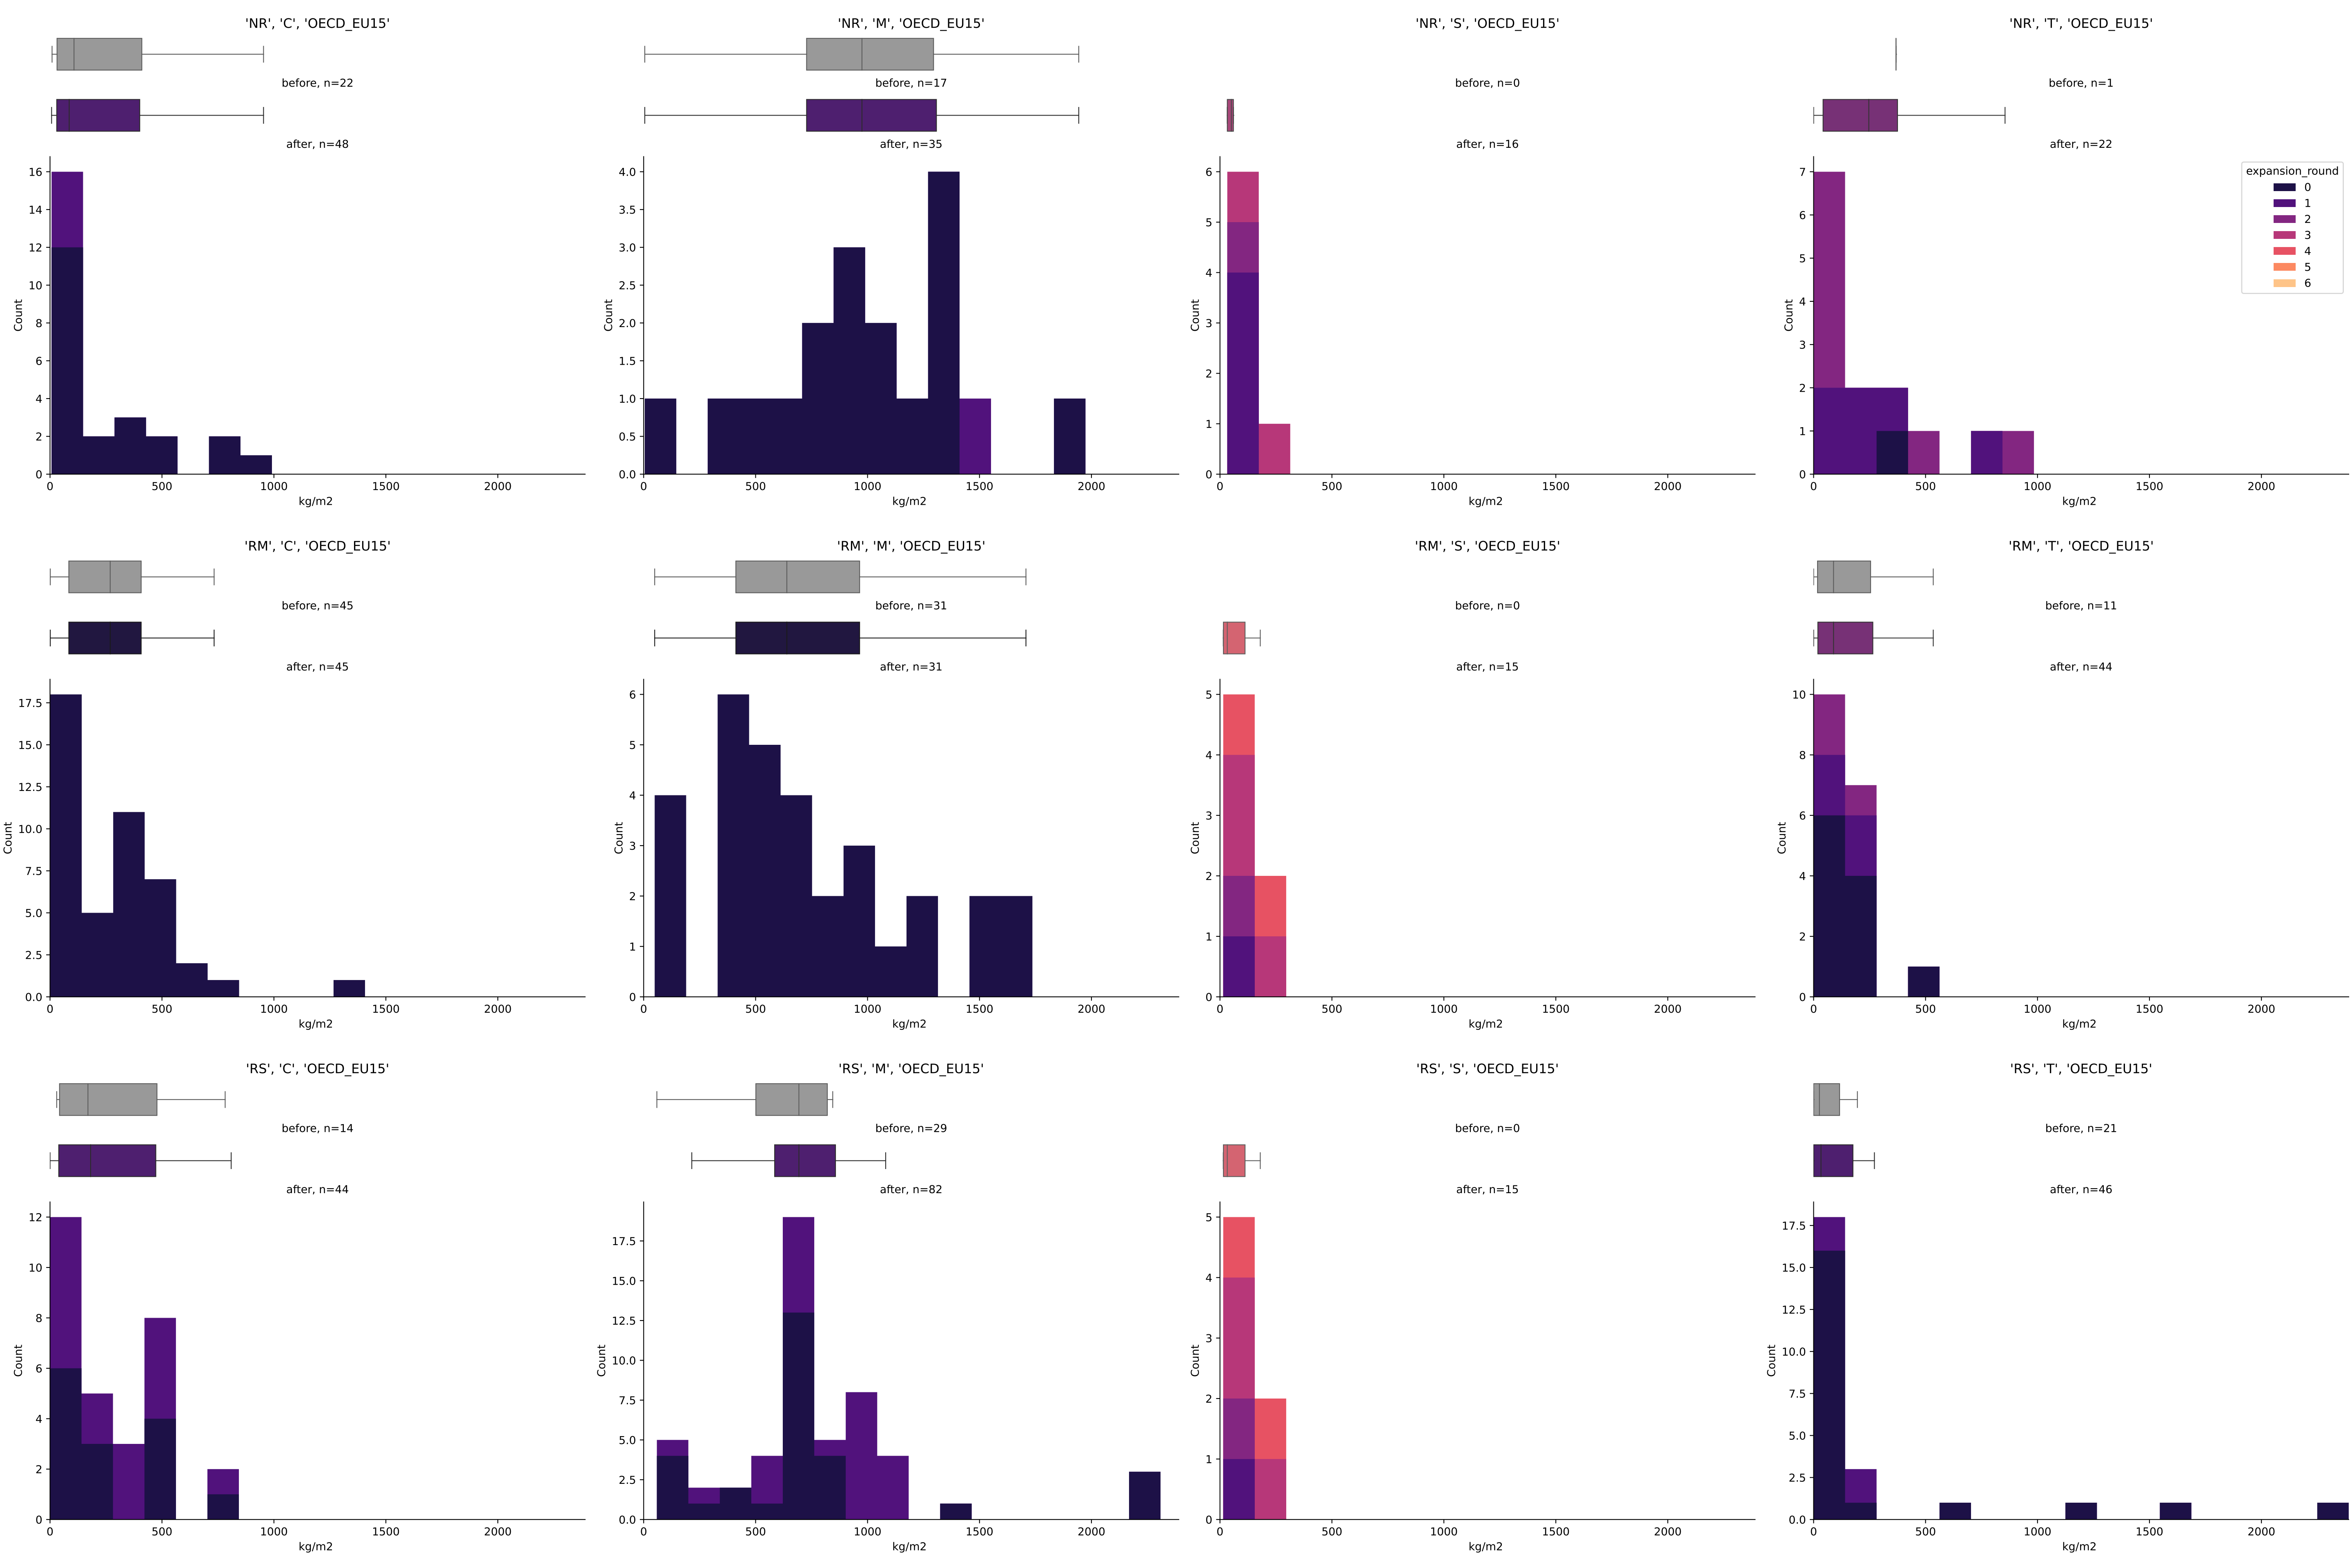 'NR', 'C', 'OECD_EU15'
before, n=22
after, n=48
16
14
12
10
8
6
4
2
0
Count
0 500 1000 1500 2000
kg/m2
'NR', 'M', 'OECD_EU15'
before, n=17
after, n=35
4.0
3.5
3.0
2.5
2.0
1.5
1.0
0.5
0.0
Count
0 500 1000 1500 2000
kg/m2
'NR', 'S', 'OECD_EU15'
before, n=0
after, n=16
6
5
4
3
2
1
0
Count
0 500 1000 1500 2000
kg/m2
'NR', 'T', 'OECD_EU15'
before, n=1
after, n=22
7
6
5
4
3
2
1
0
Count
0 500 1000 1500 2000
kg/m2
expansion_round
0
1
2
3
4
5
6
'RM', 'C', 'OECD_EU15'
before, n=45
after, n=45
17.5
15.0
12.5
10.0
7.5
5.0
2.5
0.0
Count
0 500 1000 1500 2000
kg/m2
'RM', 'M', 'OECD_EU15'
before, n=31
after, n=31
6
5
4
3
2
1
0
Count
0 500 1000 1500 2000
kg/m2
'RM', 'S', 'OECD_EU15'
before, n=0
after, n=15
5
4
3
2
1
0
Count
0 500 1000 1500 2000
kg/m2
'RM', 'T', 'OECD_EU15'
before, n=11
after, n=44
10
8
6
4
2
0
Count
0 500 1000 1500 2000
kg/m2
'RS', 'C', 'OECD_EU15'
before, n=14
after, n=44
12
10
8
6
4
2
0
Count
0 500 1000 1500 2000
kg/m2
'RS', 'M', 'OECD_EU15'
before, n=29
after, n=82
17.5
15.0
12.5
10.0
7.5
5.0
2.5
0.0
Count
0 500 1000 1500 2000
kg/m2
'RS', 'S', 'OECD_EU15'
before, n=0
after, n=15
5
4
3
2
1
0
Count
0 500 1000 1500 2000
kg/m2
'RS', 'T', 'OECD_EU15'
before, n=21
after, n=46
17.5
15.0
12.5
10.0
7.5
5.0
2.5
0.0
Count
0 500 1000 1500 2000
kg/m2